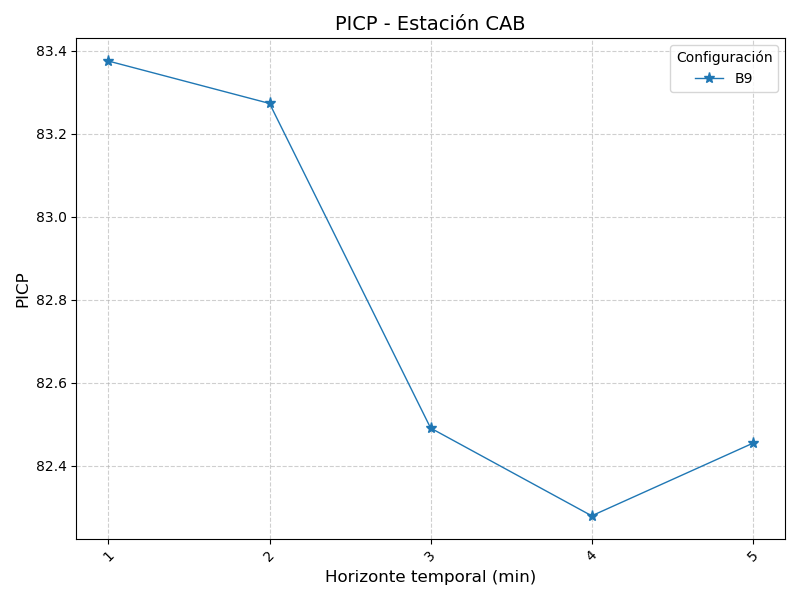 PICP - Estación CAB
Configuración
B9
83.4
83.2
83.0
82.8
82.6
82.4
PICP
1
2
3
4
5
Horizonte temporal (min)